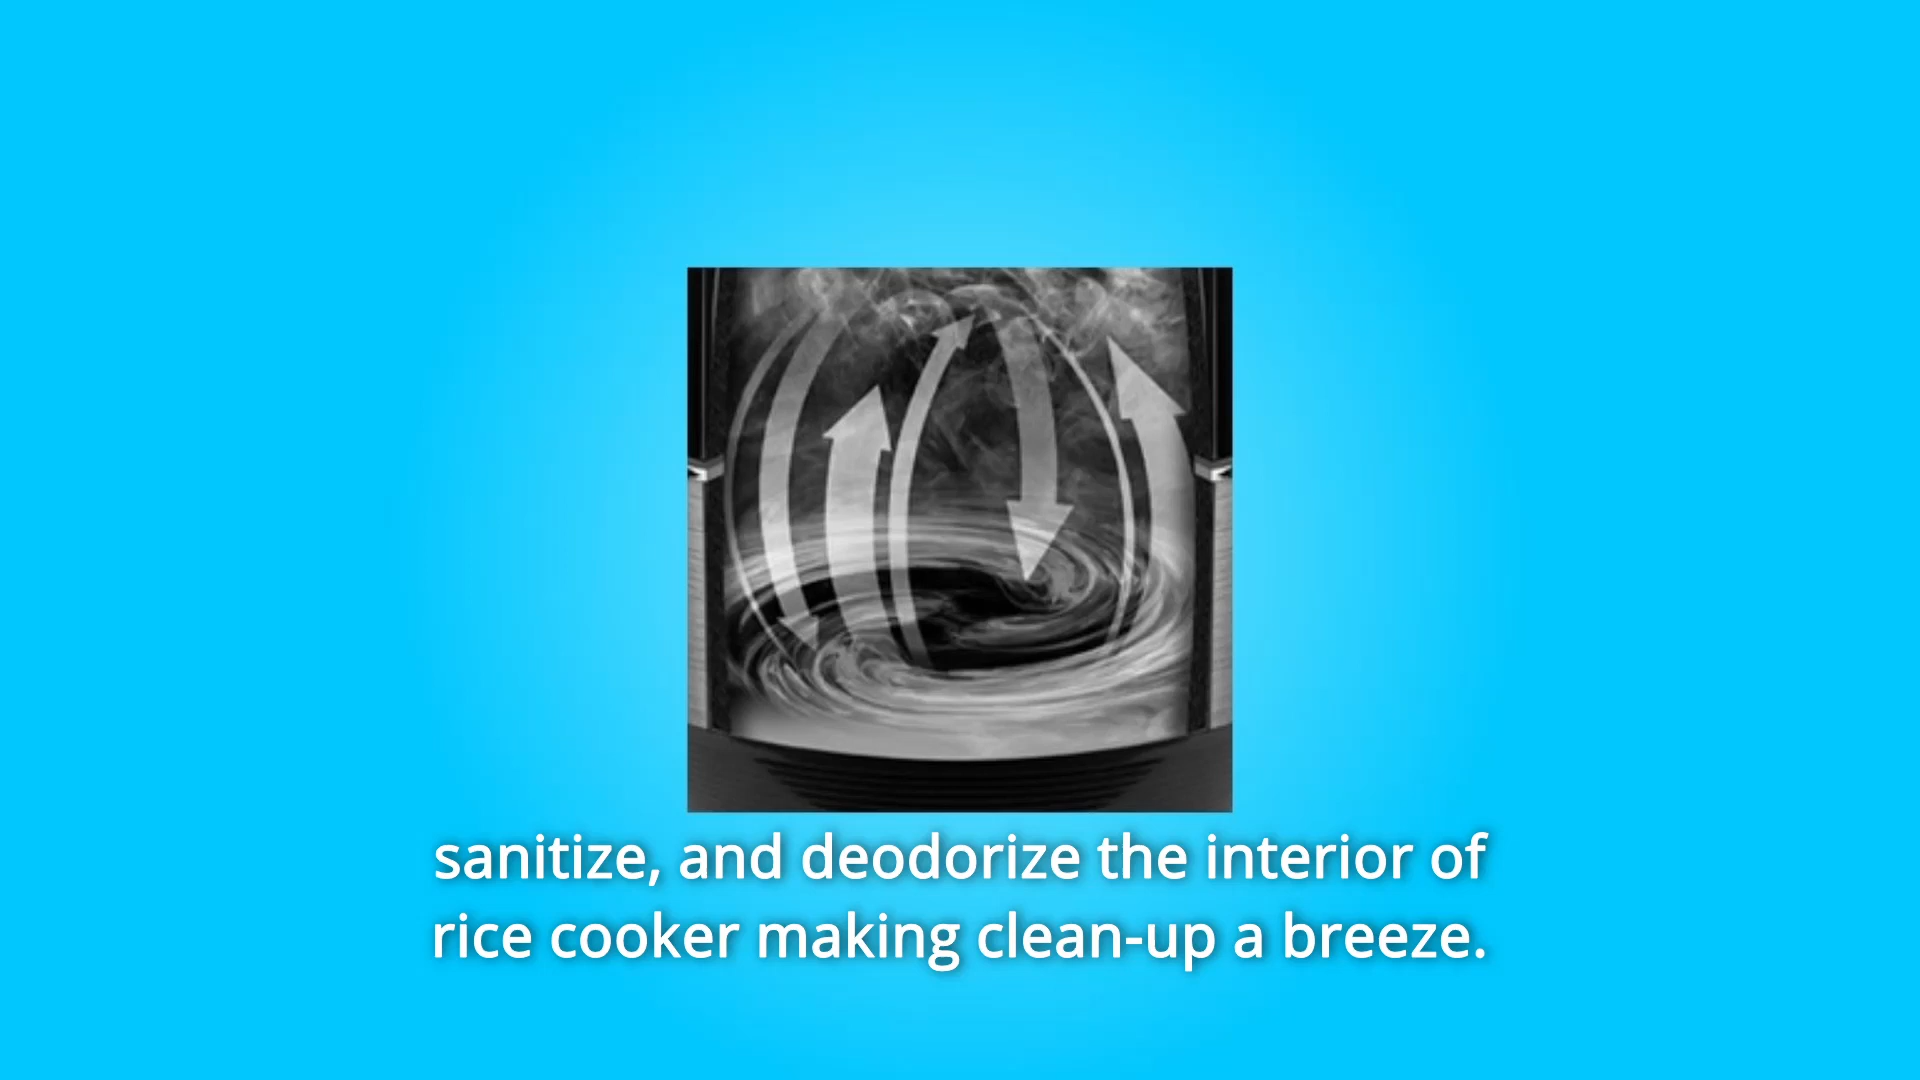 sanitize, and deodorize the interior of
rice cooker making clean-up a breeze.